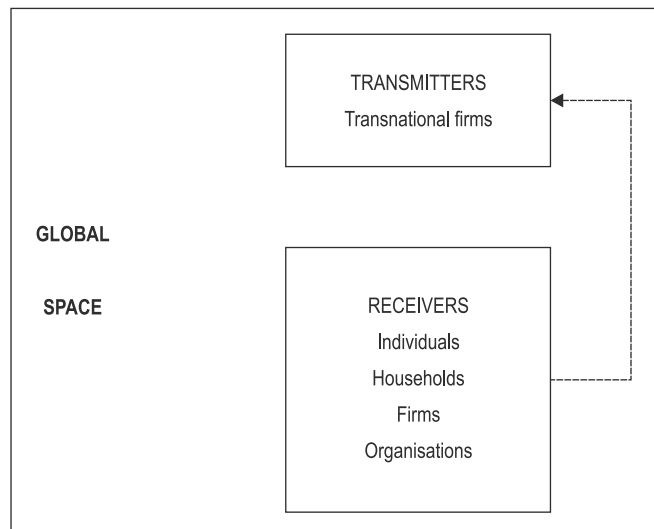 TRANSMITTERS
Transnational firms
GLOBAL
SPACE
RECEIVERS
Individuals
Households
Firms
Organisations